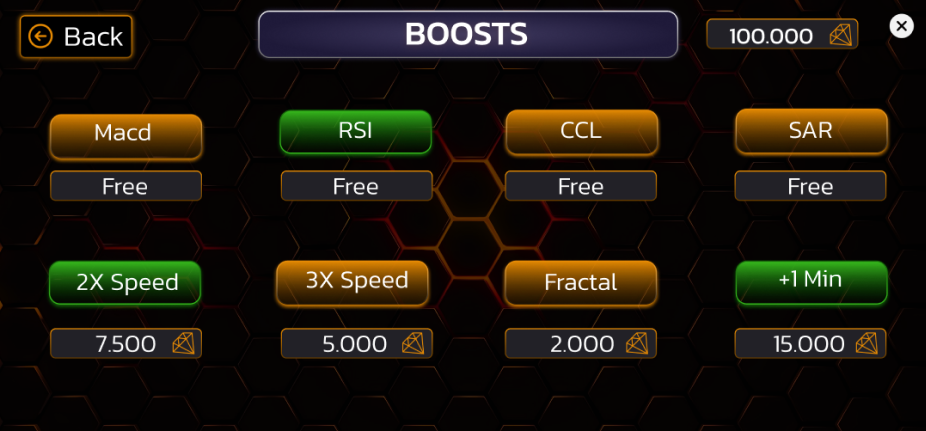 Back
BOOSTS
100.000
Macd
RSI
CCL
SAR
Free
Free
Free
Free
2X Speed
3X Speed
Fractal
+1 Min
7.500
5.000
2.000
15.000